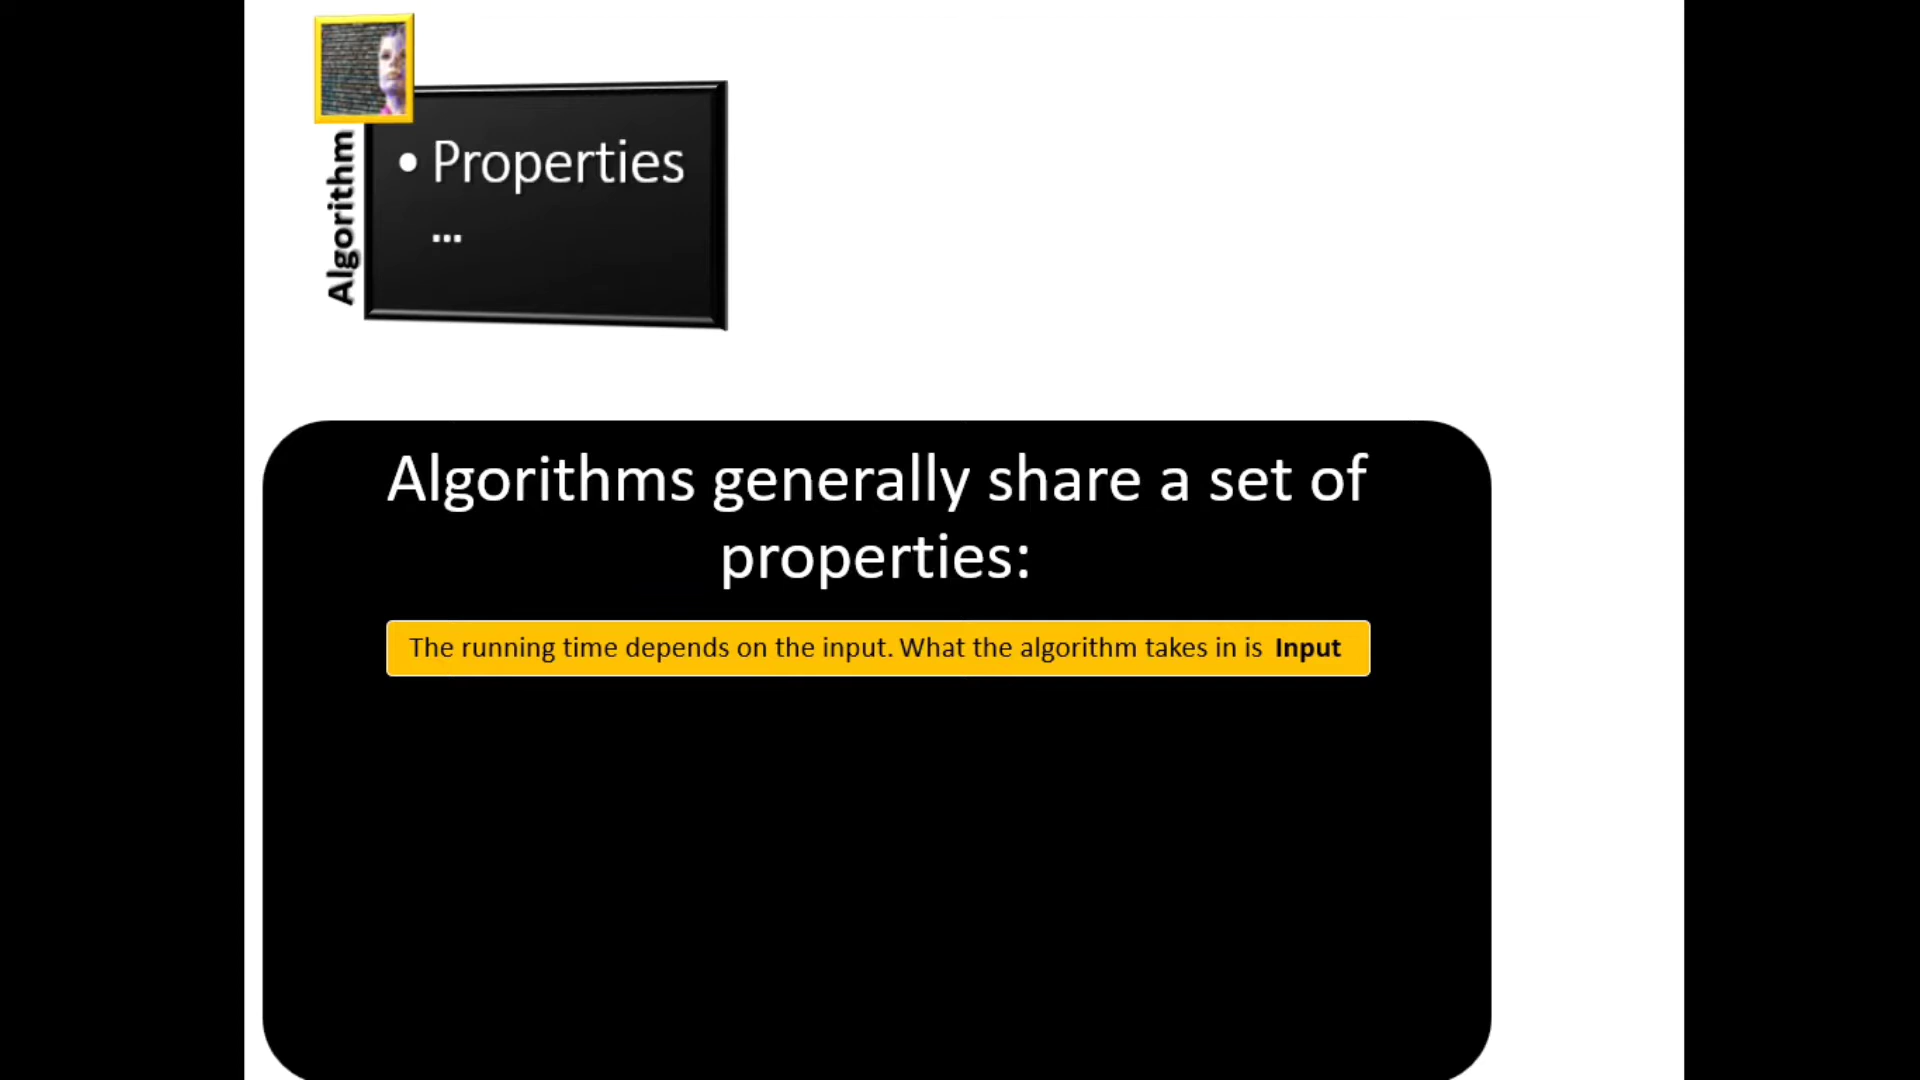 Algorithm
• Properties
...
Algorithms generally share a set of
properties:
The running time depends on the input. What the algorithm takes in is Input